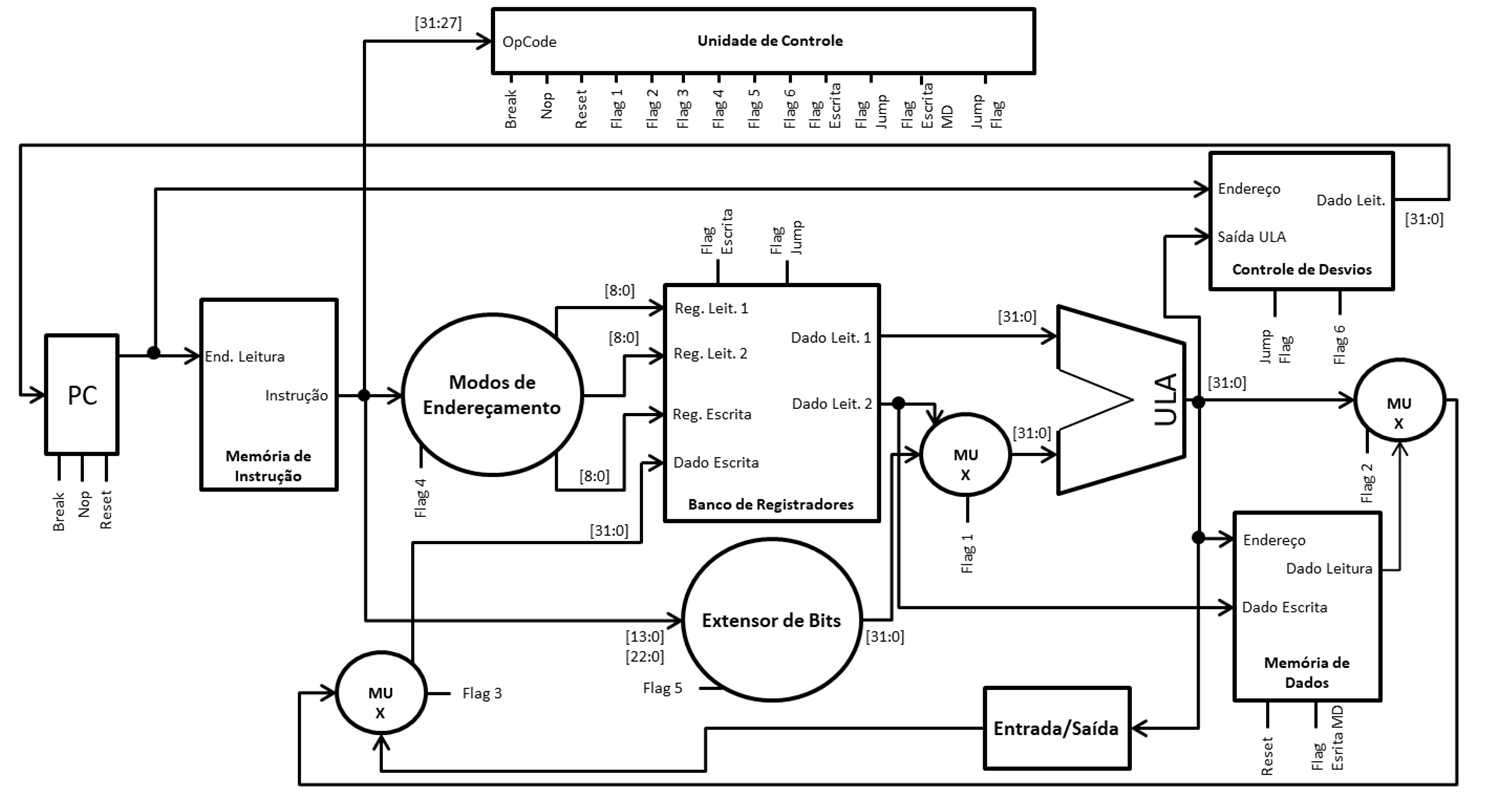 [31:27]
OpCode
Unidade de Controle
Break
Nop
Reset
Flag 1
Flag 2
Flag 3
Flag 4
Flag 5
Flag 6
Flag
Escrita
Flag
Jump
Flag
Escrita
MD
Jump
Flag
Endereço
Dado Leit.
[31:0]
Saída ULA
Controle de Desvios
Jump
Flag
Flag 6
PC
Break
Nop
Reset
End. Leitura
Instrução
Memória de
Instrução
Modos de
Endereçamento
Flag 4
[8:0]
[8:0]
[8:0]
[31:0]
Flag
Escrita
Flag
Jump
Reg. Leit. 1
Reg. Leit. 2
Reg. Escrita
Dado Escrita
Dado Leit. 1
Dado Leit. 2
Banco de Registradores
[31:0]
MU
X
Flag 1
[31:0]
ULA
[31:0]
MU
X
Flag 2
Extensor de Bits
[13:0]
[22:0]
[31:0]
Flag 5
Endereço
Dado Leitura
Dado Escrita
Memória de
Dados
Reset
Flag
Esrita MD
MU
X
Flag 3
Entrada/Saída